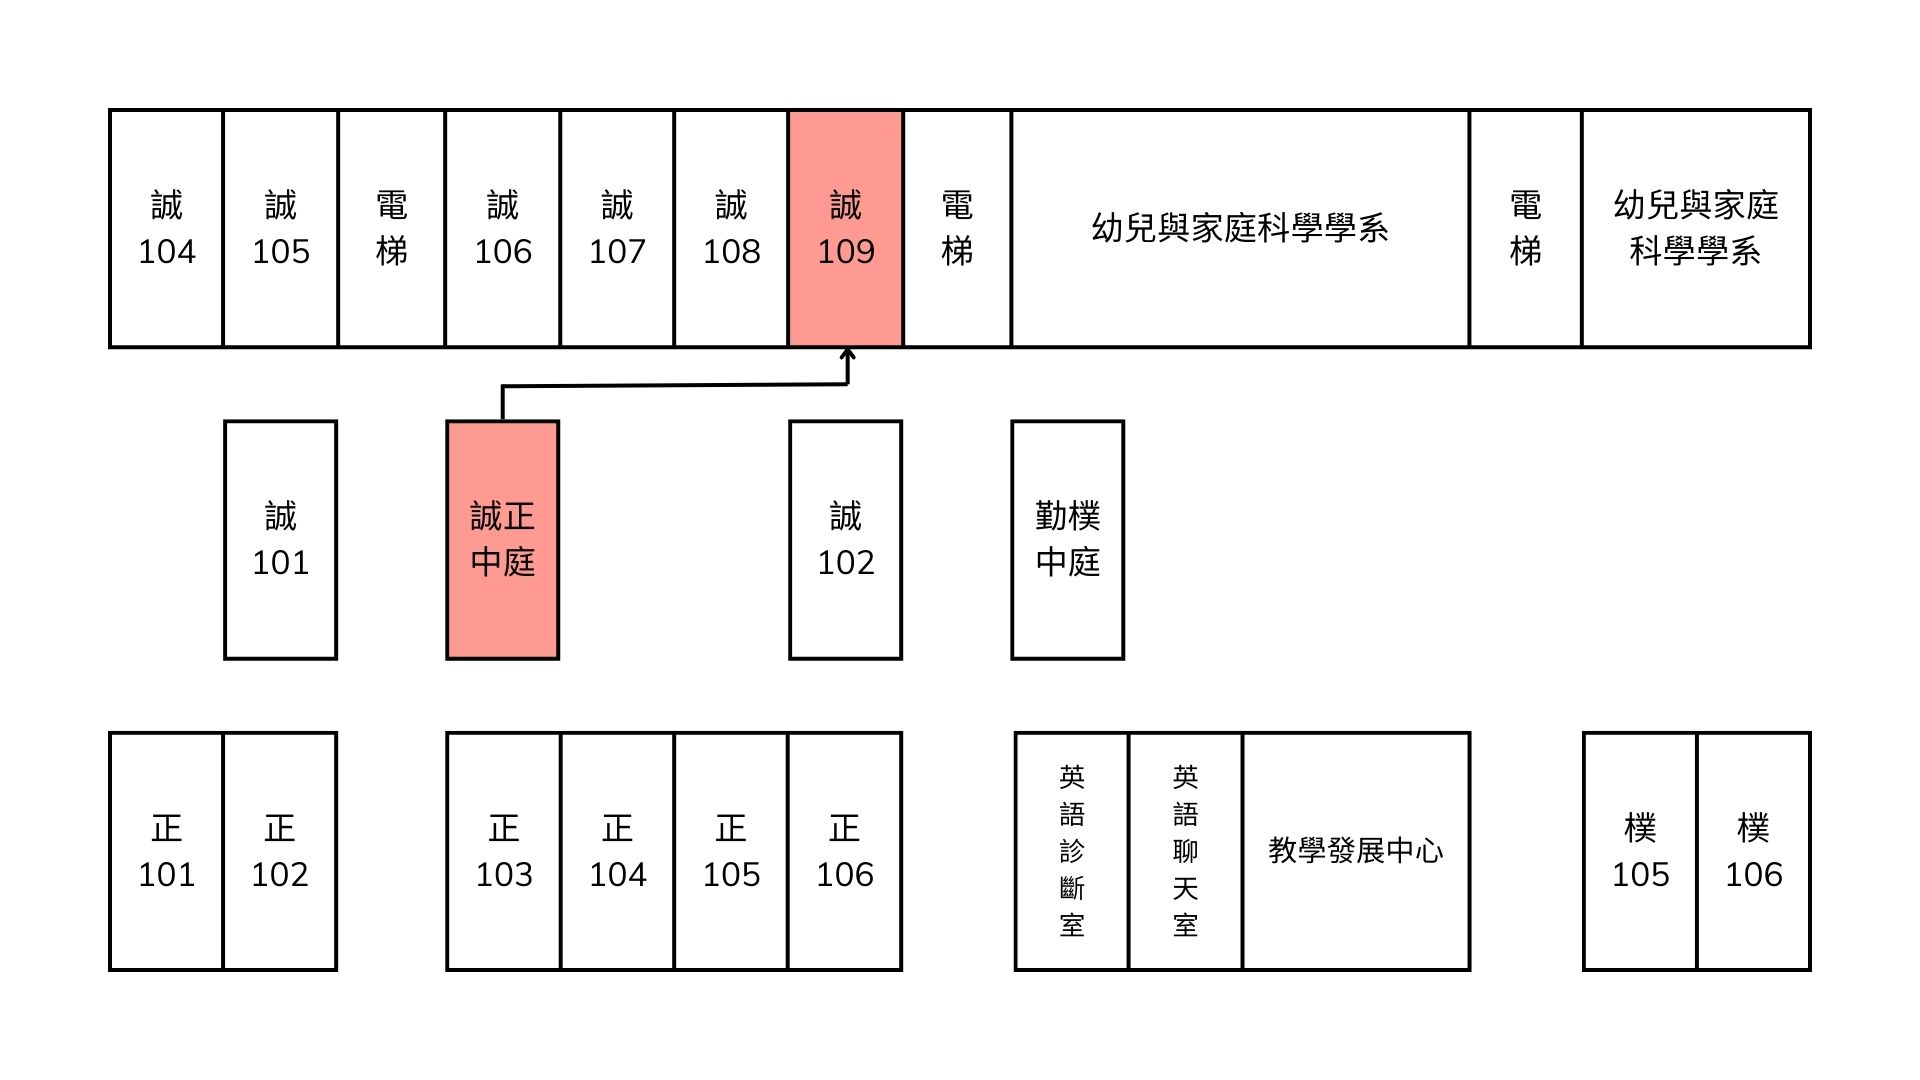 誠
104
誠
105
電
梯
誠
106
誠
107
誠
108
誠
109
電
梯
幼兒與家庭科學學系
電
梯
幼兒與家庭
科學學系
誠
101
誠正
中庭
誠
102
勤樸
中庭
正
101
正
102
正
103
正
104
正
105
正
106
英
語
診
斷
室
英
語
聊
天
室
教學發展中心
樸
105
樸
106